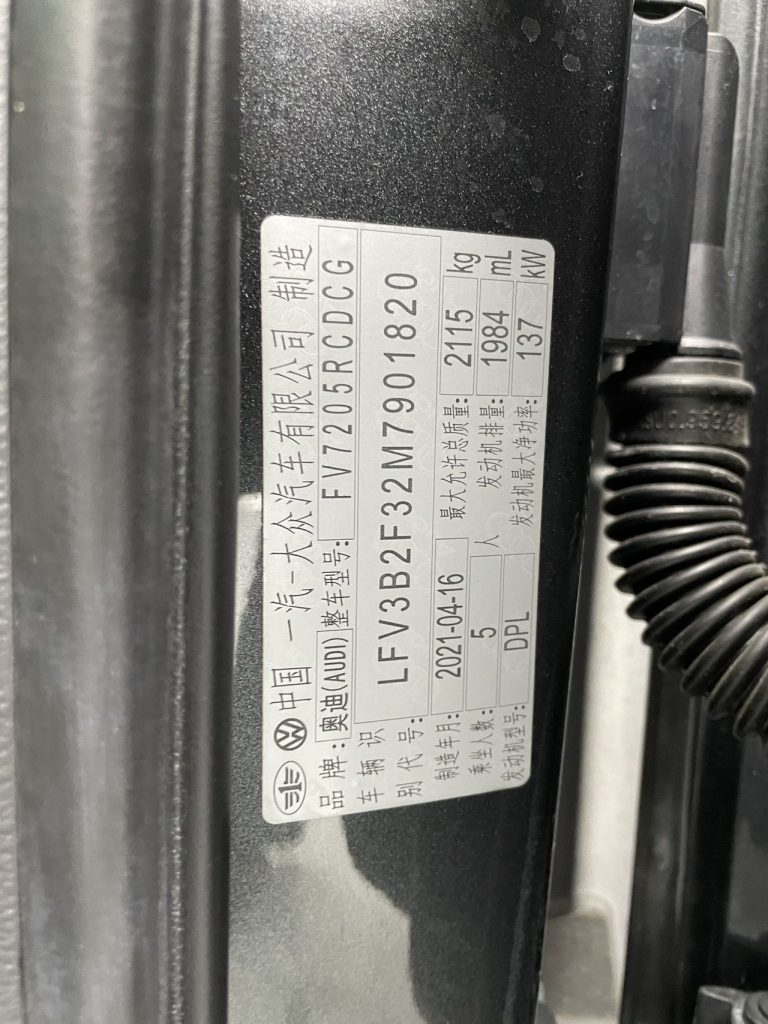 中国 一汽-大众汽车有限公司 制造
品牌: 奥迪(AUDI) 整车型号: FV7205RCDCG
车辆识别代号: LFV3B2F32M7901820
制造年月: 2021-04-16 最大允许总质量: 2115 kg
乘坐人数: 5 人 发动机排量: 1984 mL
发动机型号: DPL 发动机最大净功率: 137 kW